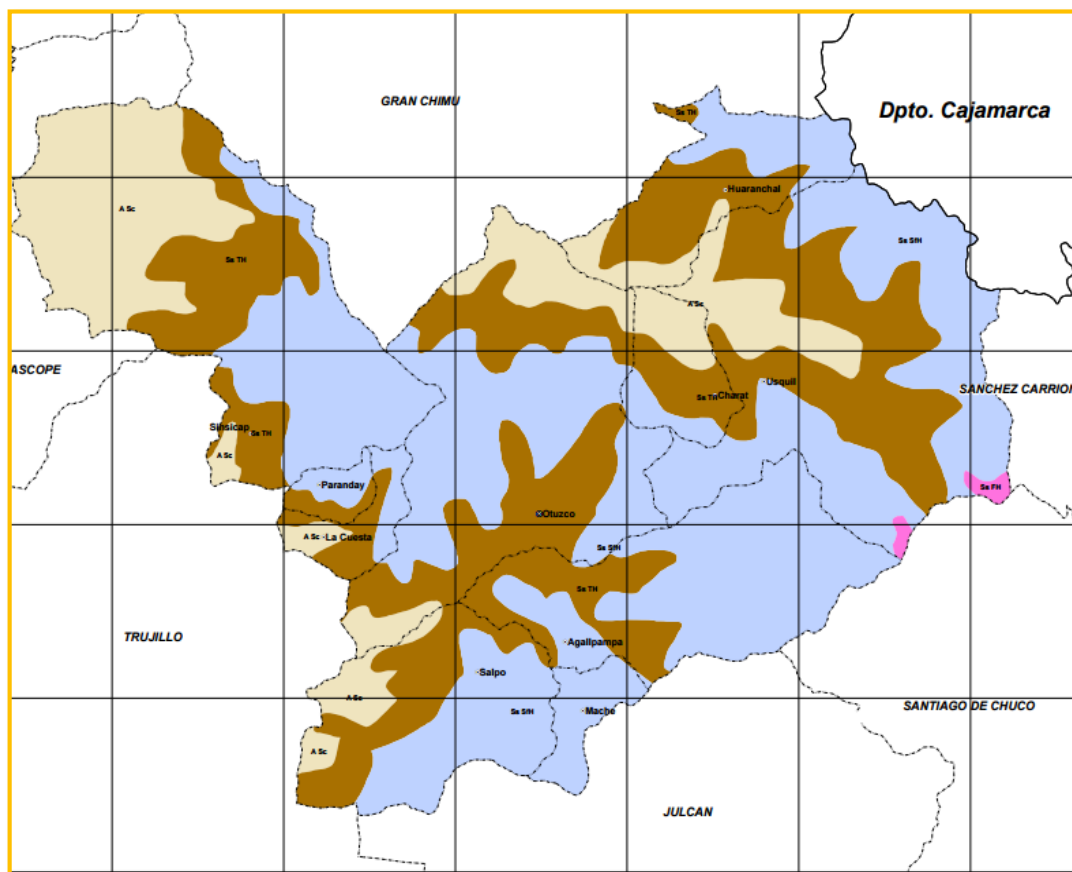 GRAN CHIMU
Dpto. Cajamarca
Se TH
Huaranchal
A Sc
Se SfH
Se TH
A Sc
ASCOPE
Usquil
SANCHEZ CARRION
Se TH
Charat
Sinsicap
Se TH
A Sc
Paranday
Se FH
Otuzco
A Sc
La Cuesta
Se SfH
Se TH
TRUJILLO
Agallpampa
Salpo
A Sc
Se SfH
Mache
SANTIAGO DE CHUCO
A Sc
JULCAN